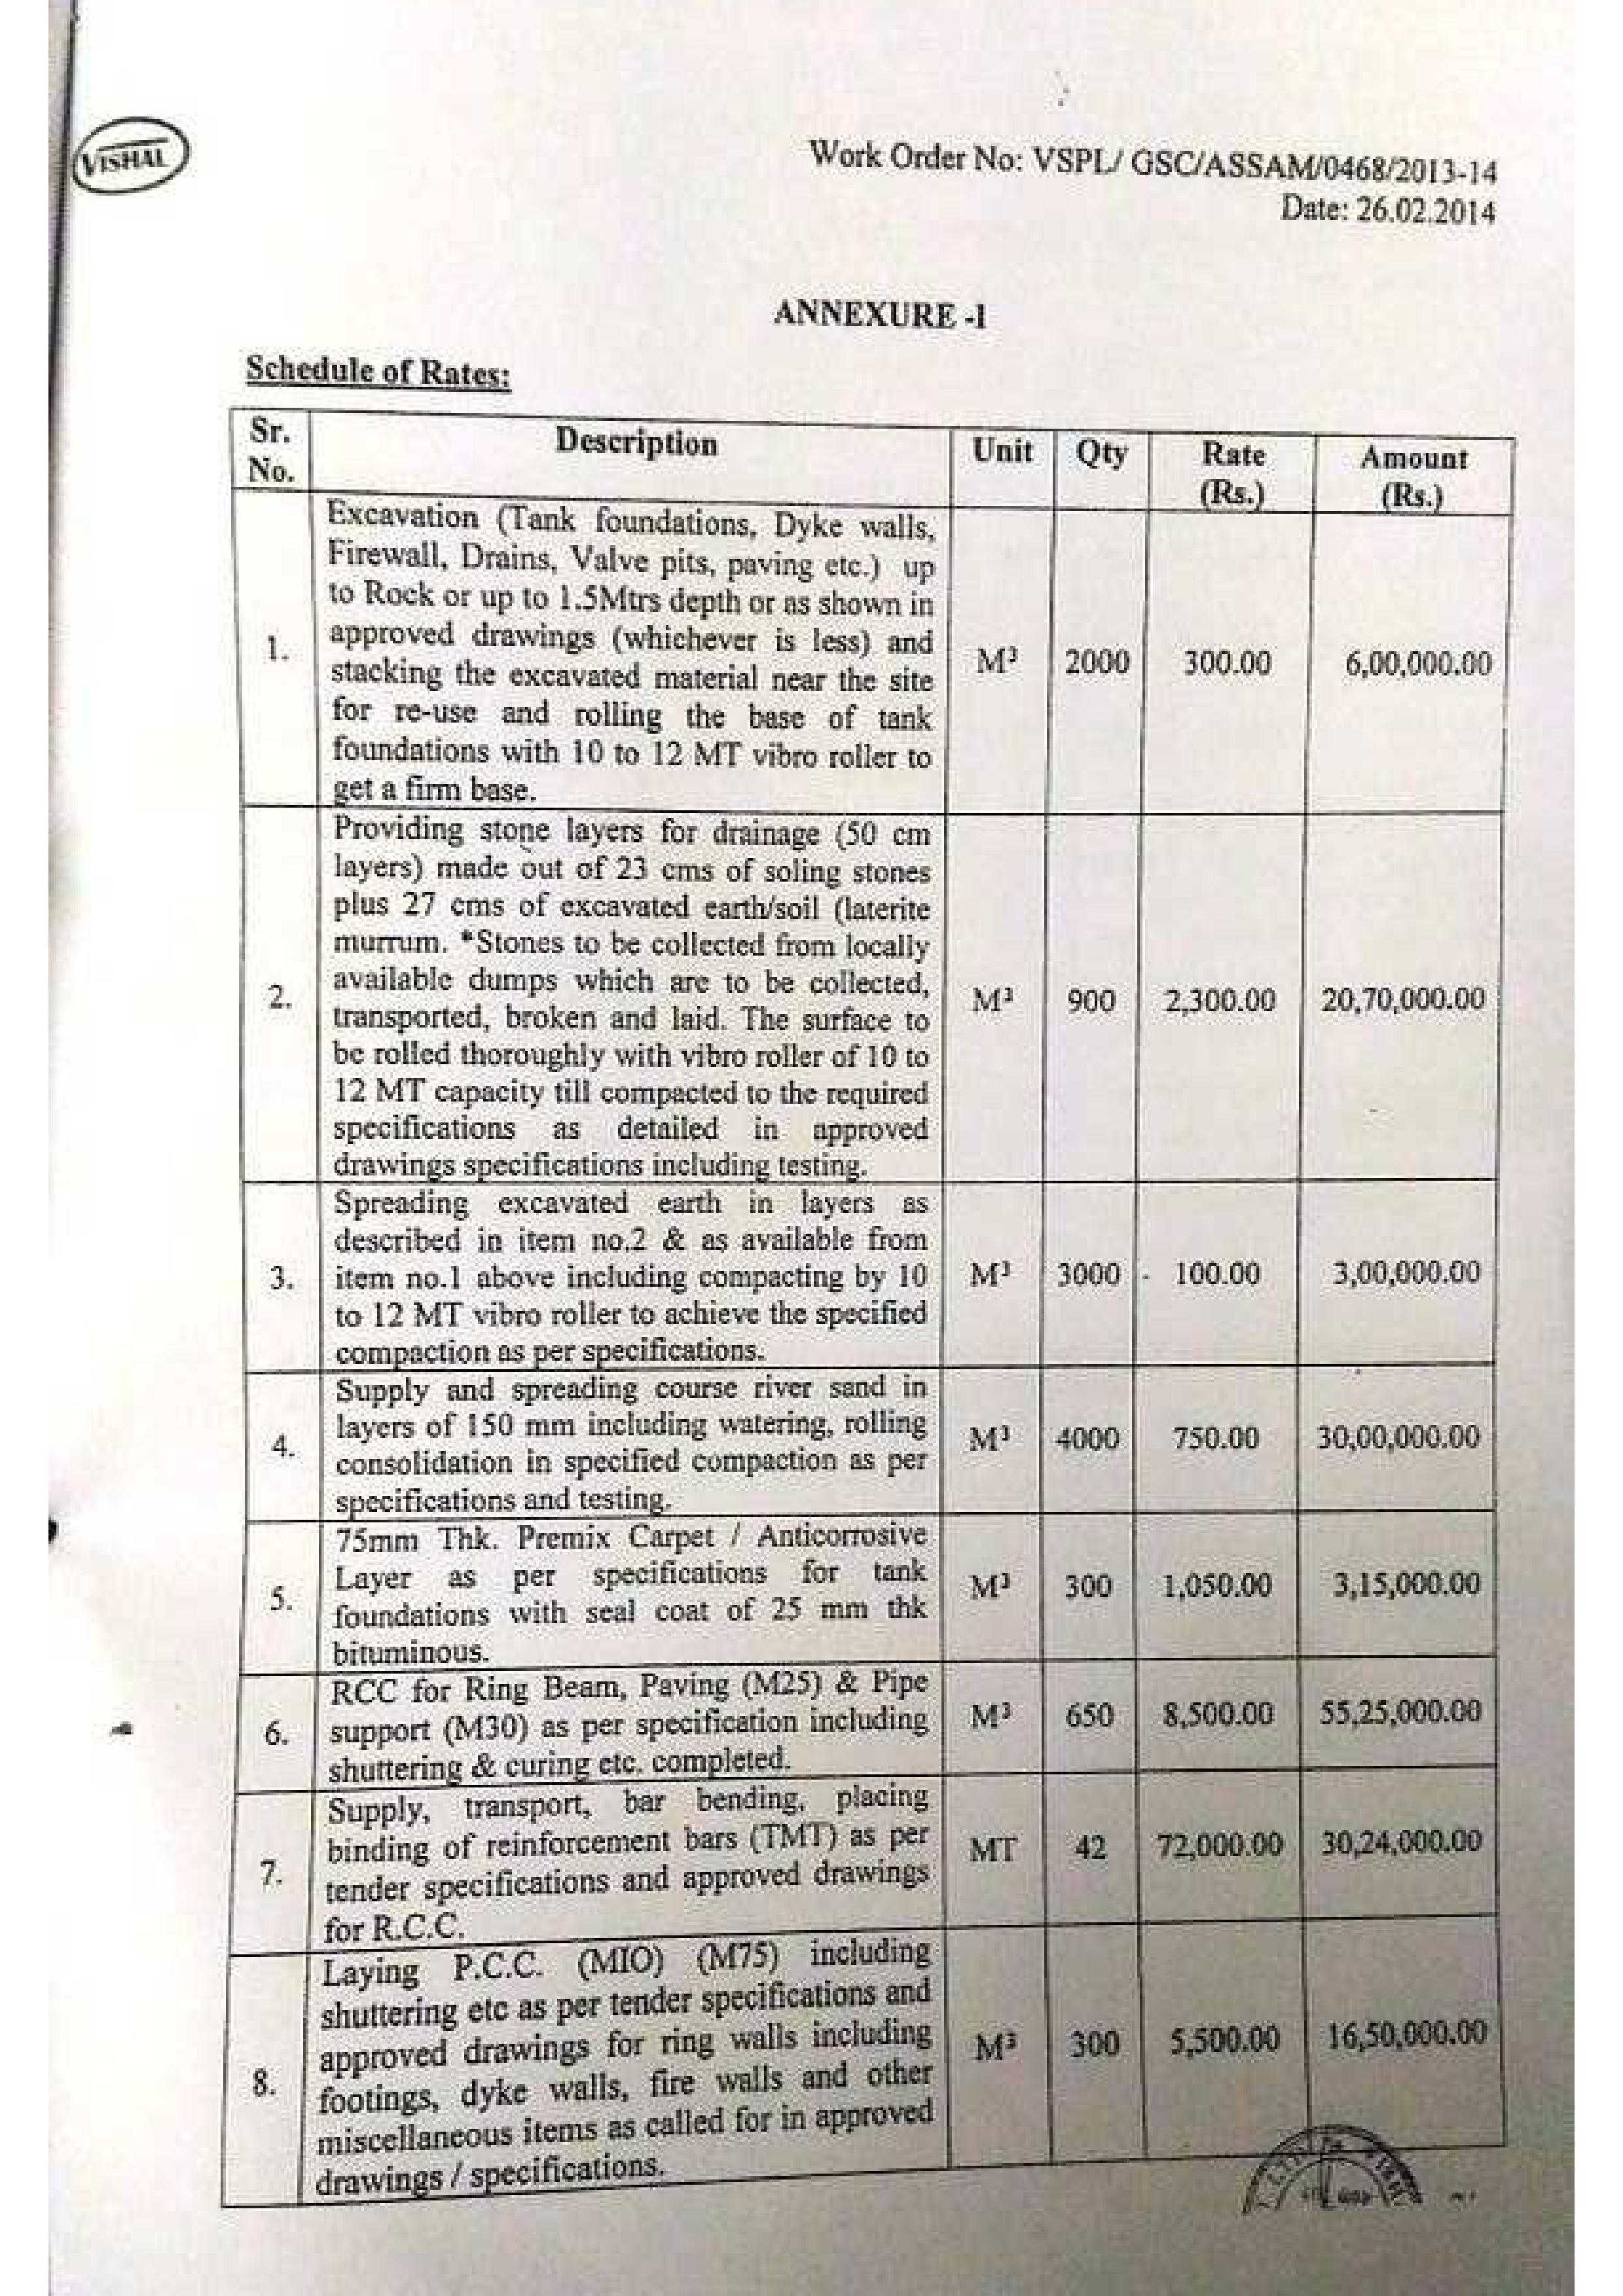 VISHAL
Work Order No: VSPL/ GSC/ASSAM/0468/2013-14
Date: 26.02.2014
ANNEXURE -1
Schedule of Rates:
Sr. No. Description Unit Qty Rate (Rs.) Amount (Rs.)
Excavation (Tank foundations, Dyke walls,
Firewall, Drains, Valve pits, paving etc.) up
to Rock or up to 1.5Mtrs depth or as shown in
approved drawings (whichever is less) and
1. stacking the excavated material near the site M³ 2000 300.00 6,00,000.00
for re-use and rolling the base of tank
foundations with 10 to 12 MT vibro roller to
get a firm base.
Providing stone layers for drainage (50 cm
layers) made out of 23 cms of soling stones
plus 27 cms of excavated earth/soil (laterite
murrum. *Stones to be collected from locally
available dumps which are to be collected,
2. transported, broken and laid. The surface to M³ 900 2,300.00 20,70,000.00
be rolled thoroughly with vibro roller of 10 to
12 MT capacity till compacted to the required
specifications as detailed in approved
drawings specifications including testing.
Spreading excavated earth in layers as
described in item no.2 & as available from
3. item no.1 above including compacting by 10 M³ 3000 100.00 3,00,000.00
to 12 MT vibro roller to achieve the specified
compaction as per specifications.
Supply and spreading course river sand in
layers of 150 mm including watering, rolling
4. consolidation in specified compaction as per M³ 4000 750.00 30,00,000.00
specifications and testing.
75mm Thk. Premix Carpet / Anticorrosive
Layer as per specifications for tank
5. foundations with seal coat of 25 mm thk M³ 300 1,050.00 3,15,000.00
bituminous.
RCC for Ring Beam, Paving (M25) & Pipe
6. support (M30) as per specification including M³ 650 8,500.00 55,25,000.00
shuttering & curing etc. completed.
Supply, transport, bar bending, placing
binding of reinforcement bars (TMT) as per
7. tender specifications and approved drawings MT 42 72,000.00 30,24,000.00
for R.C.C.
Laying P.C.C. (MIO) (M75) including
shuttering etc as per tender specifications and
approved drawings for ring walls including
8. footings, dyke walls, fire walls and other M³ 300 5,500.00 16,50,000.00
miscellaneous items as called for in approved
drawings / specifications.